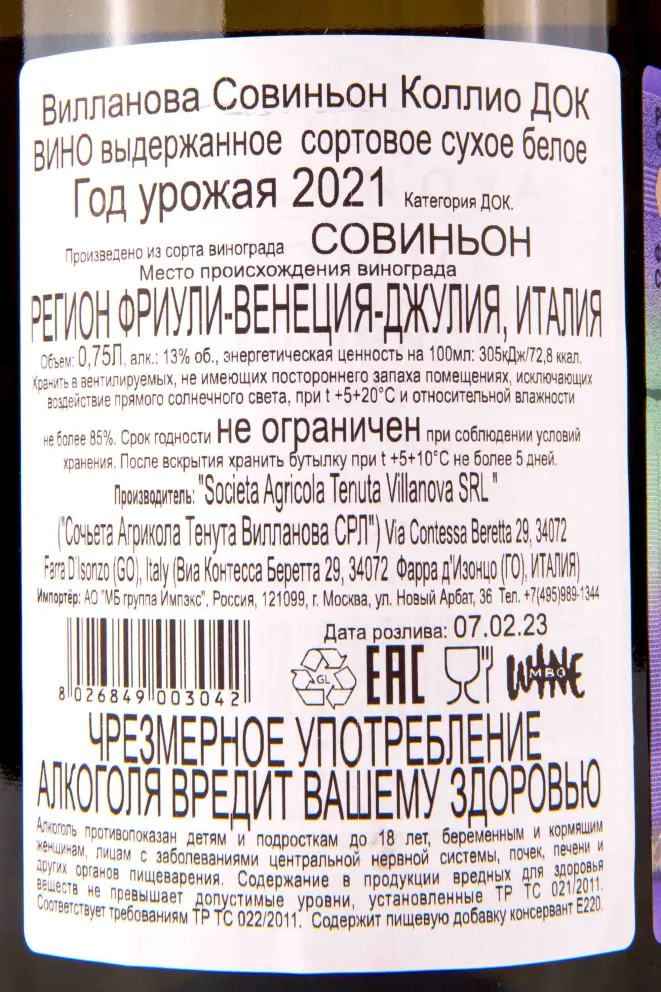 Вилланова Совиньон Коллио ДОК
ВИНО выдержанное сортовое сухое белое
Год урожая 2021 Категория ДОК.
Произведено из сорта винограда СОВИНЬОН
Место происхождения винограда
РЕГИОН ФРИУЛИ-ВЕНЕЦИЯ-ДЖУЛИЯ, ИТАЛИЯ
Объем: 0,75Л, алк.: 13% об., энергетическая ценность на 100мл: 305кДж/72,8 ккал.
Хранить в вентилируемых, не имеющих постороннего запаха помещениях, исключающих
воздействие прямого солнечного света, при t +5+20°C и относительной влажности
не более 85%. Срок годности не ограничен при соблюдении условий
хранения. После вскрытия хранить бутылку при t +5+10°C не более 5 дней.
Производитель: "Societa Agricola Tenuta Villanova SRL "
("Сочьета Агрикола Тенута Вилланова СРЛ") Via Contessa Beretta 29, 34072
Farra D'Isonzo (GO), Italy (Виа Контесса Беретта 29, 34072 Фарра д'Изонцо (ГО), ИТАЛИЯ)
Импортёр: АО "МБ группа Импэкс", Россия, 121099, г. Москва, ул. Новый Арбат, 36 Тел. +7(495)989-1344
Дата розлива: 07.02.23
8 026849 003042
GL EAC WINE MBG
ЧРЕЗМЕРНОЕ УПОТРЕБЛЕНИЕ
АЛКОГОЛЯ ВРЕДИТ ВАШЕМУ ЗДОРОВЬЮ
Алкоголь противопоказан детям и подросткам до 18 лет, беременным и кормящим
женщинам, лицам с заболеваниями центральной нервной системы, почек, печени и
других органов пищеварения. Содержание в продукции вредных для здоровья
веществ не превышает допустимые уровни, установленные ТР ТС 021/2011.
Соответствует требованиям ТР ТС 022/2011. Содержит пищевую добавку консервант Е220.